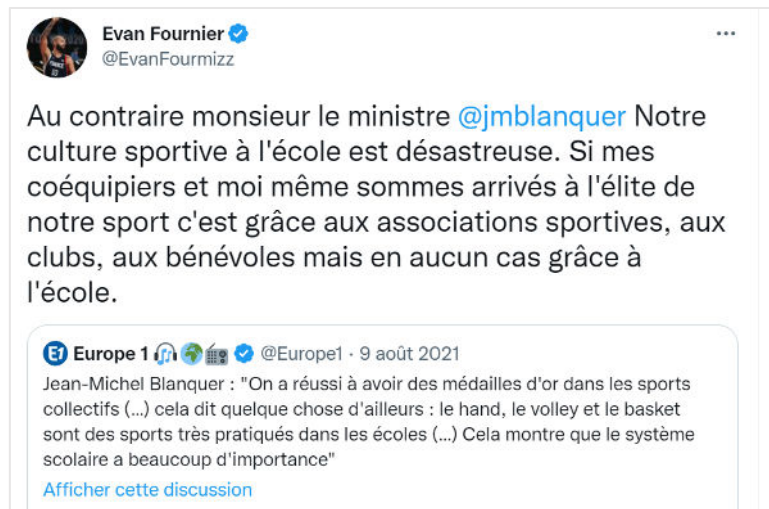 Evan Fournier
@EvanFourmizz
Au contraire monsieur le ministre @jmblanquer Notre
culture sportive à l'école est désastreuse. Si mes
coéquipiers et moi même sommes arrivés à l'élite de
notre sport c'est grâce aux associations sportives, aux
clubs, aux bénévoles mais en aucun cas grâce à
l'école.
E1 Europe 1 🎧🌍📻 @Europe1 · 9 août 2021
Jean-Michel Blanquer : "On a réussi à avoir des médailles d'or dans les sports
collectifs (...) cela dit quelque chose d'ailleurs : le hand, le volley et le basket
sont des sports très pratiqués dans les écoles (...) Cela montre que le système
scolaire a beaucoup d'importance"
Afficher cette discussion